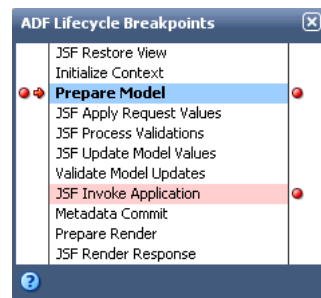 ADF Lifecycle Breakpoints
JSF Restore View
Initialize Context
Prepare Model
JSF Apply Request Values
JSF Process Validations
JSF Update Model Values
Validate Model Updates
JSF Invoke Application
Metadata Commit
Prepare Render
JSF Render Response
?